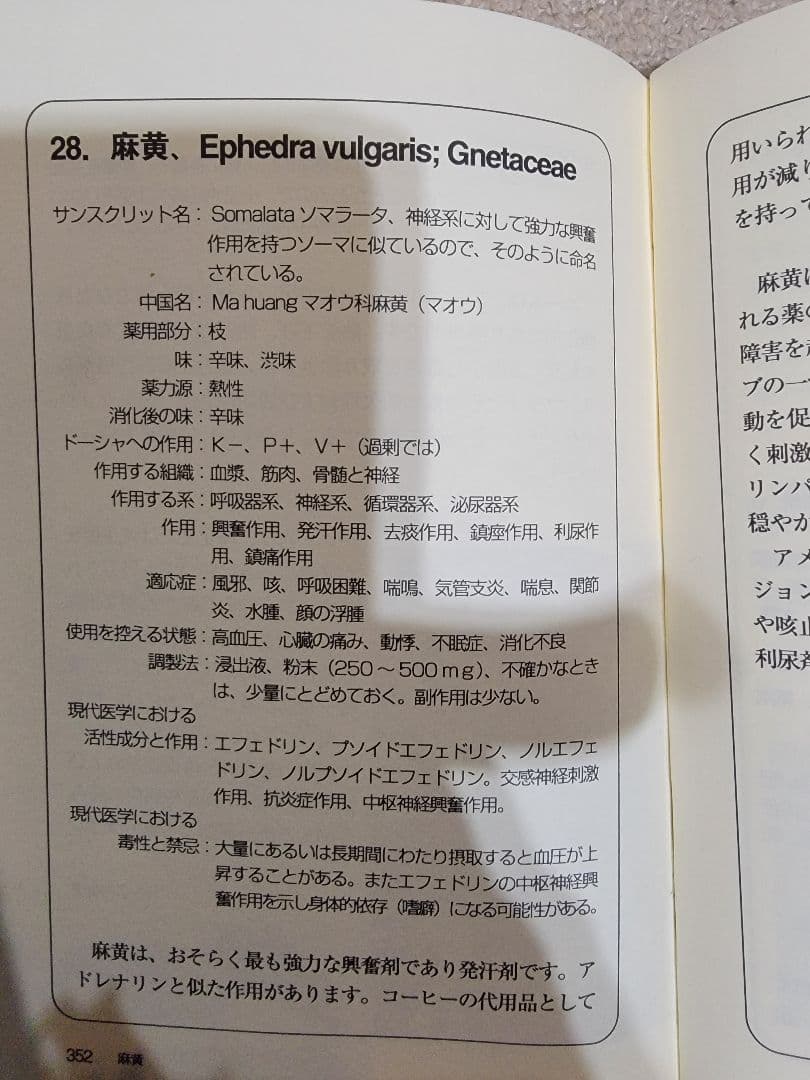 28. 麻黄、Ephedra vulgaris; Gnetaceae
サンスクリット名： Somalata ソマラータ、神経系に対して強力な興奮
作用を持つソーマに似ているので、そのように命名
されている。
中国名： Ma huang マオウ科麻黄（マオウ）
薬用部分：枝
味：辛味、渋味
薬力源：熱性
消化後の味：辛味
ドーシャへの作用：K－、P＋、V＋（過剰では）
作用する組織：血漿、筋肉、骨髄と神経
作用する系：呼吸器系、神経系、循環器系、泌尿器系
作用：興奮作用、発汗作用、去痰作用、鎮痙作用、利尿作
用、鎮痛作用
適応症：風邪、咳、呼吸困難、喘鳴、気管支炎、喘息、関節
炎、水腫、顔の浮腫
使用を控える状態：高血圧、心臓の痛み、動悸、不眠症、消化不良
調製法：浸出液、粉末（250～500mg）、不確かなとき
は、少量にとどめておく。副作用は少ない。
現代医学における
活性成分と作用：エフェドリン、プソイドエフェドリン、ノルエフェ
ドリン、ノルプソイドエフェドリン。交感神経刺激
作用、抗炎症作用、中枢神経興奮作用。
現代医学における
毒性と禁忌：大量にあるいは長期間にわたり摂取すると血圧が上
昇することがある。またエフェドリンの中枢神経興
奮作用を示し身体的依存（嗜癖）になる可能性がある。
麻黄は、おそらく最も強力な興奮剤であり発汗剤です。ア
ドレナリンと似た作用があります。コーヒーの代用品として
352 麻黄
用いられ
用が減り
を持って
麻黄は
れる薬の
障害を
ブの一
動を促
く刺激
リンパ
穏やか
アメ
ジョン
や咳止
利尿剤